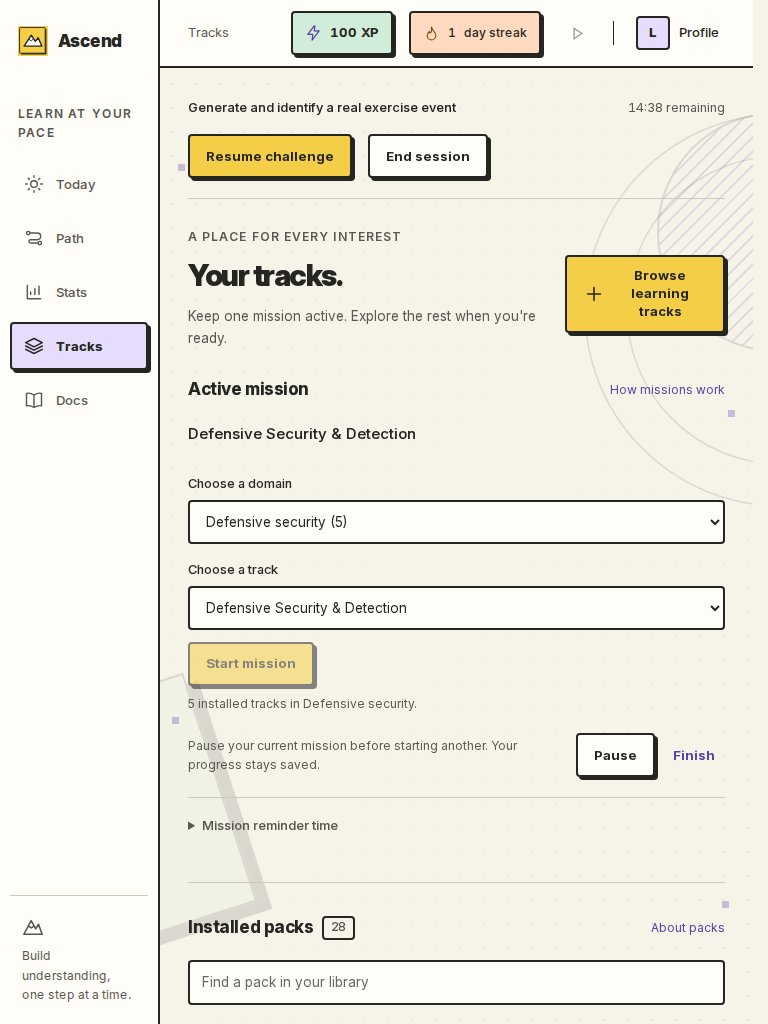 Ascend
LEARN AT YOUR
PACE
Today
Path
Stats
Tracks
Docs
Build
understanding,
one step at a time.
Tracks
100 XP
1 day streak
L
Profile
Generate and identify a real exercise event
14:38 remaining
Resume challenge
End session
A PLACE FOR EVERY INTEREST
Your tracks.
Keep one mission active. Explore the rest when you're
ready.
Browse
learning
tracks
Active mission
How missions work
Defensive Security & Detection
Choose a domain
Defensive security (5)
Choose a track
Defensive Security & Detection
Start mission
5 installed tracks in Defensive security.
Pause your current mission before starting another. Your
progress stays saved.
Pause
Finish
Mission reminder time
Installed packs 28
About packs
Find a pack in your library